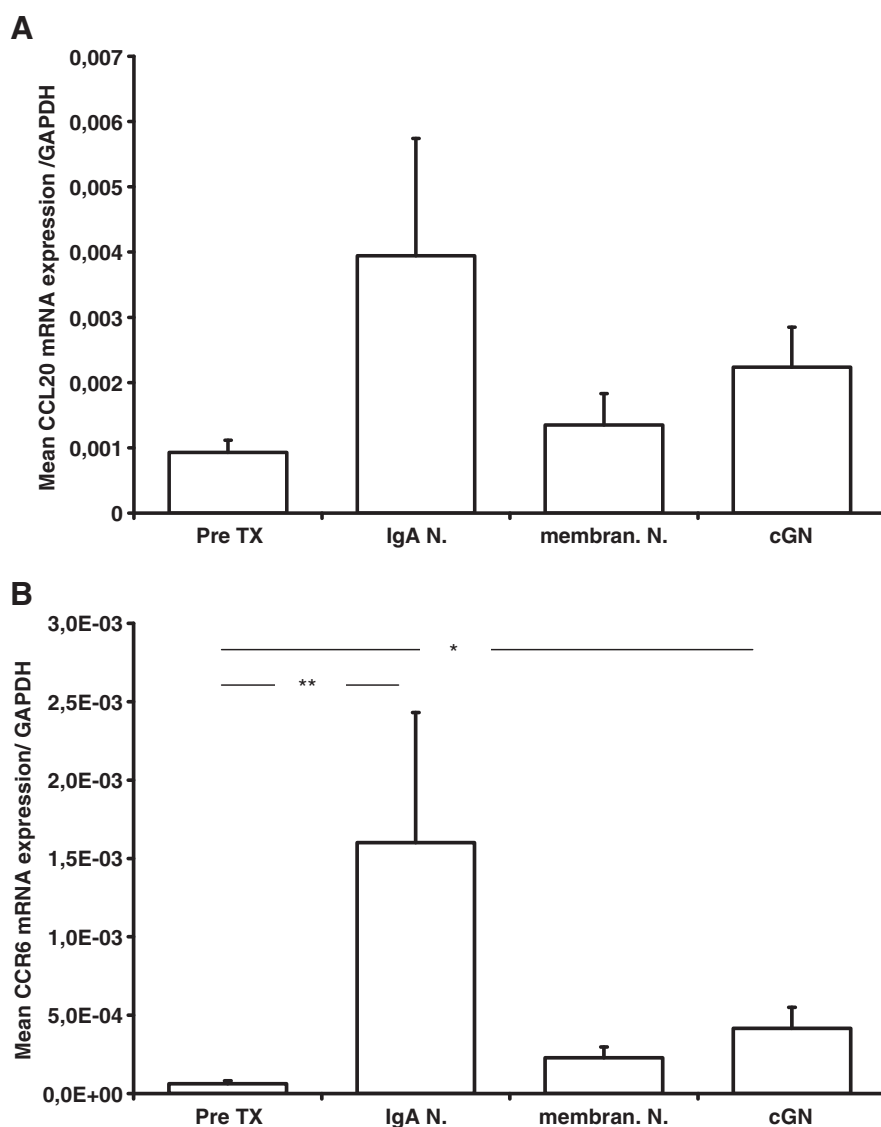 A
Mean CCL20 mRNA expression /GAPDH
0,007
0,006
0,005
0,004
0,003
0,002
0,001
0
Pre TX IgA N. membran. N. cGN
B
Mean CCR6 mRNA expression/ GAPDH
3,0E-03
2,5E-03
2,0E-03
1,5E-03
1,0E-03
5,0E-04
0,0E+00
*
**
Pre TX IgA N. membran. N. cGN